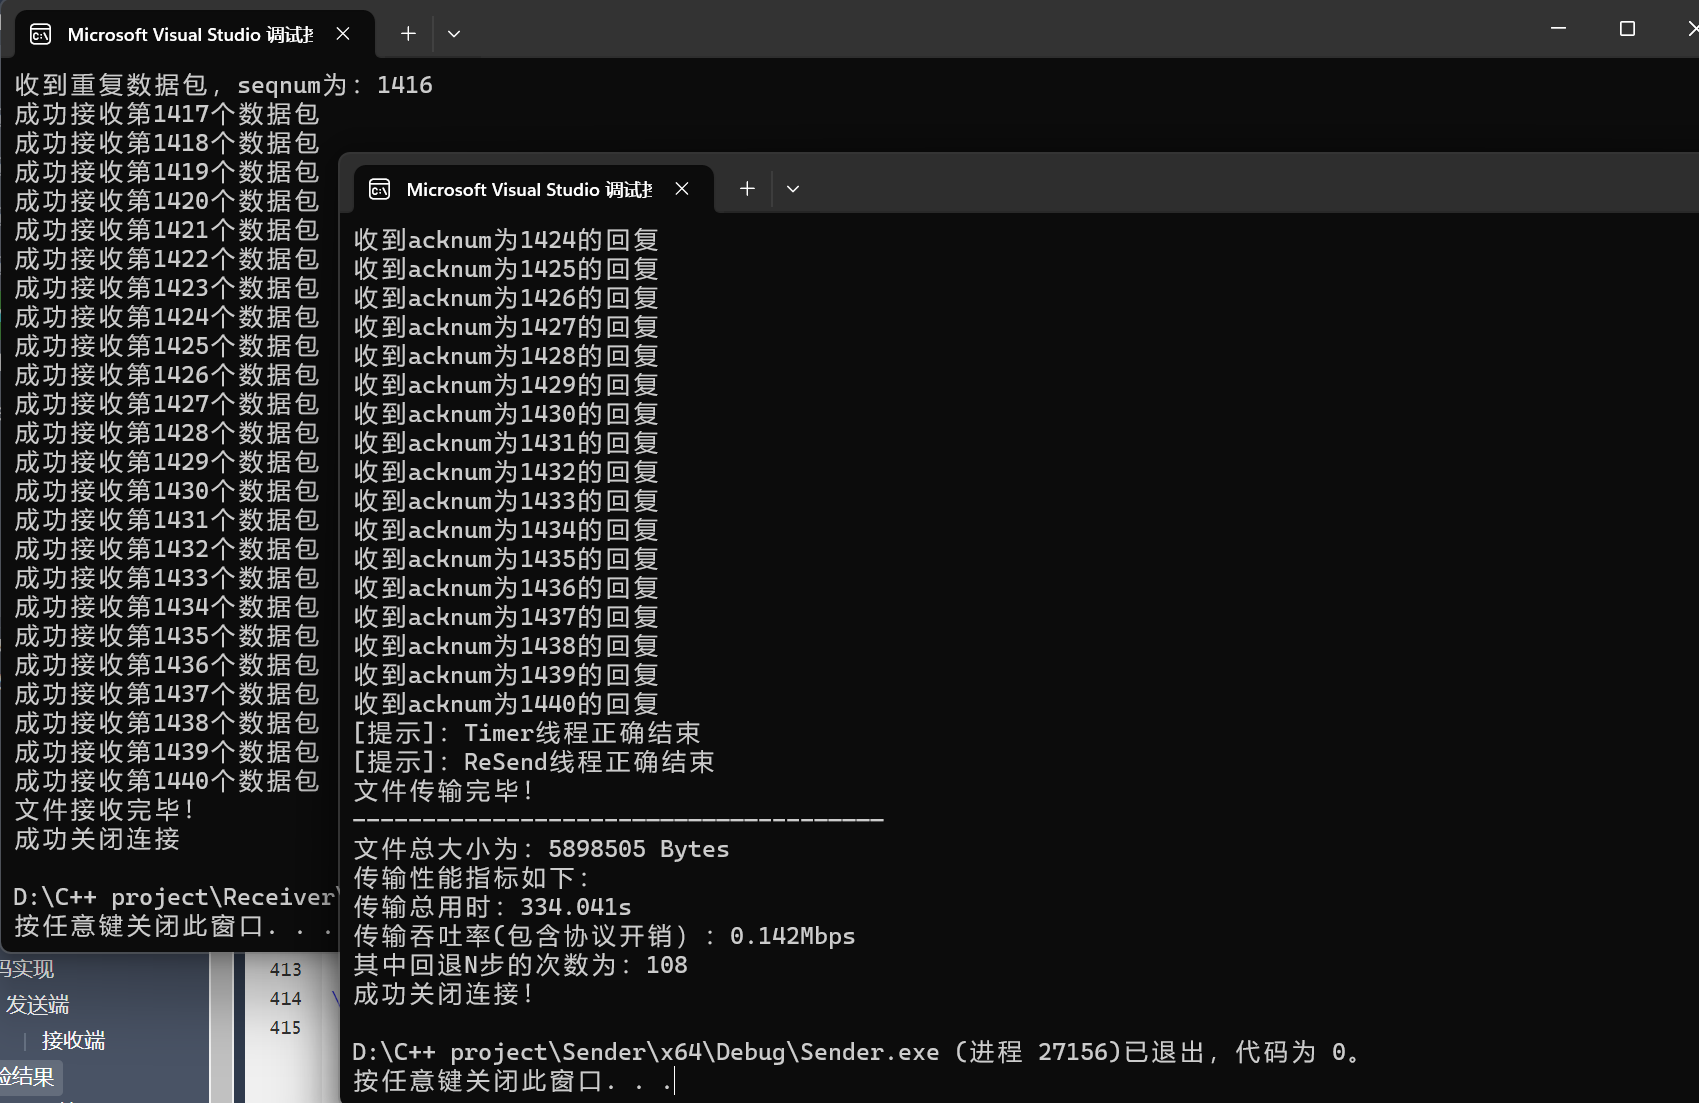 Microsoft Visual Studio 调试
收到重复数据包, seqnum为: 1416
成功接收第1417个数据包
成功接收第1418个数据包
成功接收第1419个数据包
成功接收第1420个数据包
成功接收第1421个数据包
成功接收第1422个数据包
成功接收第1423个数据包
成功接收第1424个数据包
成功接收第1425个数据包
成功接收第1426个数据包
成功接收第1427个数据包
成功接收第1428个数据包
成功接收第1429个数据包
成功接收第1430个数据包
成功接收第1431个数据包
成功接收第1432个数据包
成功接收第1433个数据包
成功接收第1434个数据包
成功接收第1435个数据包
成功接收第1436个数据包
成功接收第1437个数据包
成功接收第1438个数据包
成功接收第1439个数据包
成功接收第1440个数据包
文件接收完毕!
成功关闭连接
D:\C++ project\Receiver\
按任意键关闭此窗口. . .
Microsoft Visual Studio 调试
收到acknum为1424的回复
收到acknum为1425的回复
收到acknum为1426的回复
收到acknum为1427的回复
收到acknum为1428的回复
收到acknum为1429的回复
收到acknum为1430的回复
收到acknum为1431的回复
收到acknum为1432的回复
收到acknum为1433的回复
收到acknum为1434的回复
收到acknum为1435的回复
收到acknum为1436的回复
收到acknum为1437的回复
收到acknum为1438的回复
收到acknum为1439的回复
收到acknum为1440的回复
[提示]: Timer线程正确结束
[提示]: ReSend线程正确结束
文件传输完毕!
--------------------------------------
文件总大小为: 5898505 Bytes
传输性能指标如下:
传输总用时: 334.041s
传输吞吐率(包含协议开销) : 0.142Mbps
其中回退N步的次数为: 108
成功关闭连接!
D:\C++ project\Sender\x64\Debug\Sender.exe (进程 27156)已退出, 代码为 0。
按任意键关闭此窗口. . .
码实现
发送端
接收端
验结果
413
414 \
415